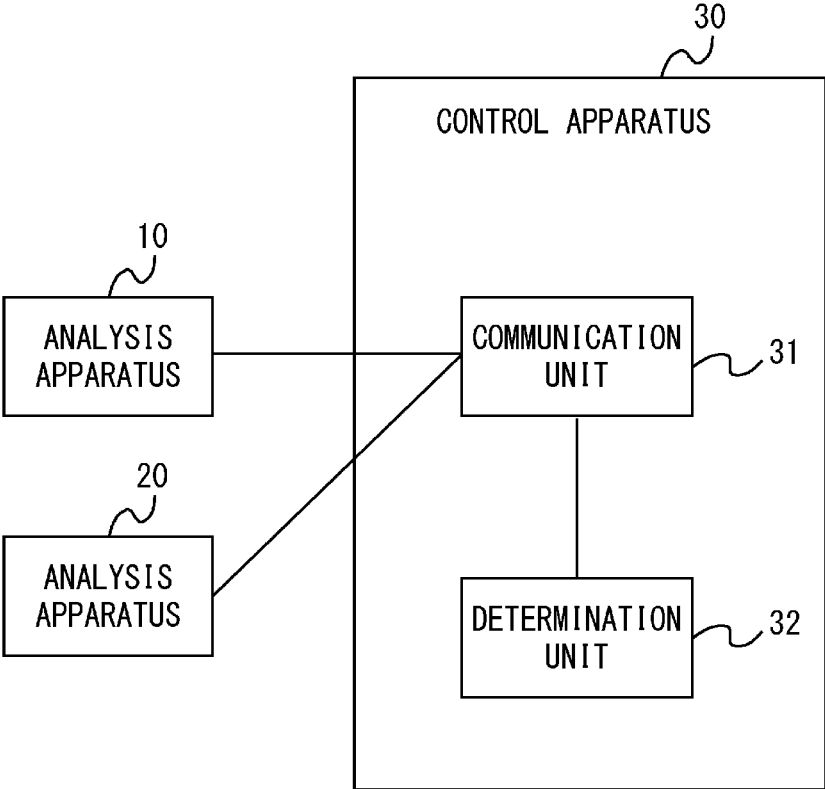 30
CONTROL APPARATUS
10
ANALYSIS
APPARATUS
COMMUNICATION
UNIT
31
20
ANALYSIS
APPARATUS
DETERMINATION
UNIT
32